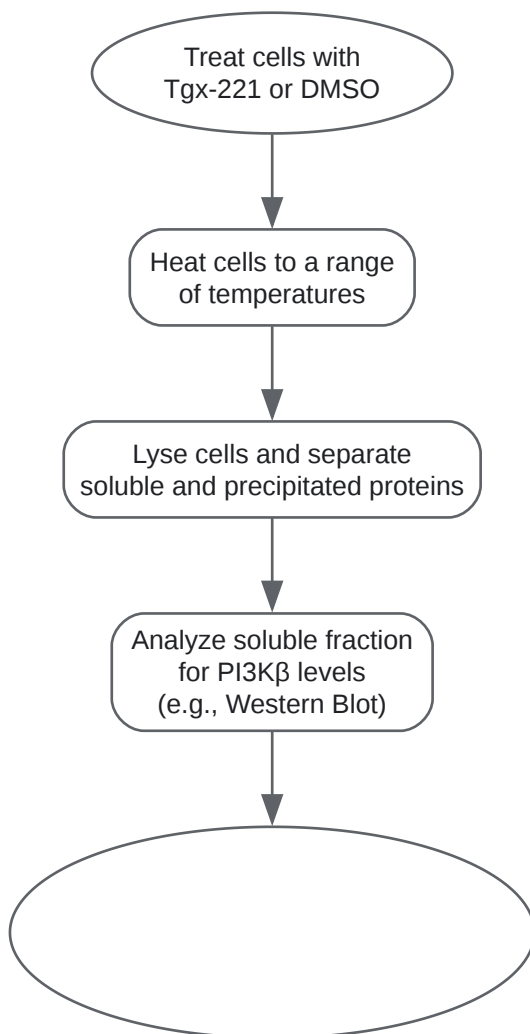 Treat cells with
Tgx-221 or DMSO
Heat cells to a range
of temperatures
Lyse cells and separate
soluble and precipitated proteins
Analyze soluble fraction
for PI3Kβ levels
(e.g., Western Blot)